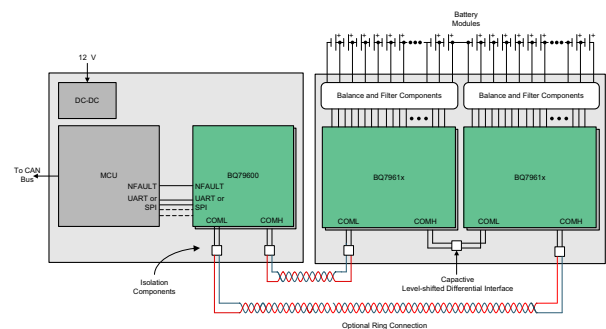 Battery
Modules
12 V
DC-DC
Balance and Filter Components
Balance and Filter Components
To CAN
Bus
MCU
BQ79600
BQ7961x
BQ7961x
NFAULT
NFAULT
UART or
SPI
UART or
SPI
COML
COMH
COML
COMH
COML
COMH
Isolation
Components
Capactive
Level-shifted Differential Interface
Optional Ring Connection